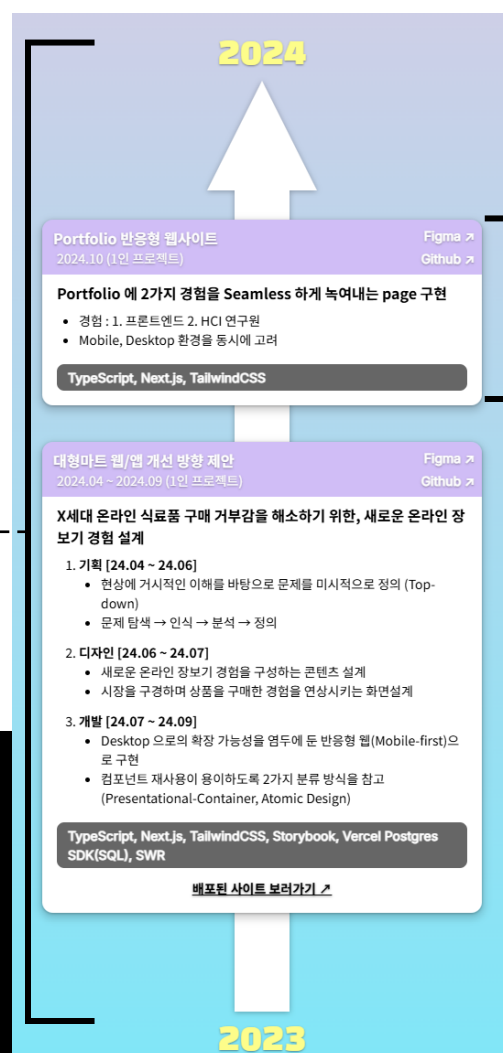 2024
Portfolio 반응형 웹사이트
Figma ↗
2024.10 (1인 프로젝트)
Github ↗
Portfolio 에 2가지 경험을 Seamless 하게 녹여내는 page 구현
• 경험 : 1. 프론트엔드 2. HCI 연구원
• Mobile, Desktop 환경을 동시에 고려
TypeScript, Next.js, TailwindCSS
대형마트 웹/앱 개선 방향 제안
Figma ↗
2024.04 ~ 2024.09 (1인 프로젝트)
Github ↗
X세대 온라인 식료품 구매 거부감을 해소하기 위한, 새로운 온라인 장
보기 경험 설계
1. 기획 [24.04 ~ 24.06]
• 현상에 거시적인 이해를 바탕으로 문제를 미시적으로 정의 (Top-
down)
• 문제 탐색 → 인식 → 분석 → 정의
2. 디자인 [24.06 ~ 24.07]
• 새로운 온라인 장보기 경험을 구성하는 콘텐츠 설계
• 시장을 구경하며 상품을 구매한 경험을 연상시키는 화면설계
3. 개발 [24.07 ~ 24.09]
• Desktop 으로의 확장 가능성을 염두에 둔 반응형 웹(Mobile-first)으
로 구현
• 컴포넌트 재사용이 용이하도록 2가지 분류 방식을 참고
(Presentational-Container, Atomic Design)
TypeScript, Next.js, TailwindCSS, Storybook, Vercel Postgres
SDK(SQL), SWR
배포된 사이트 보러가기 ↗
2023